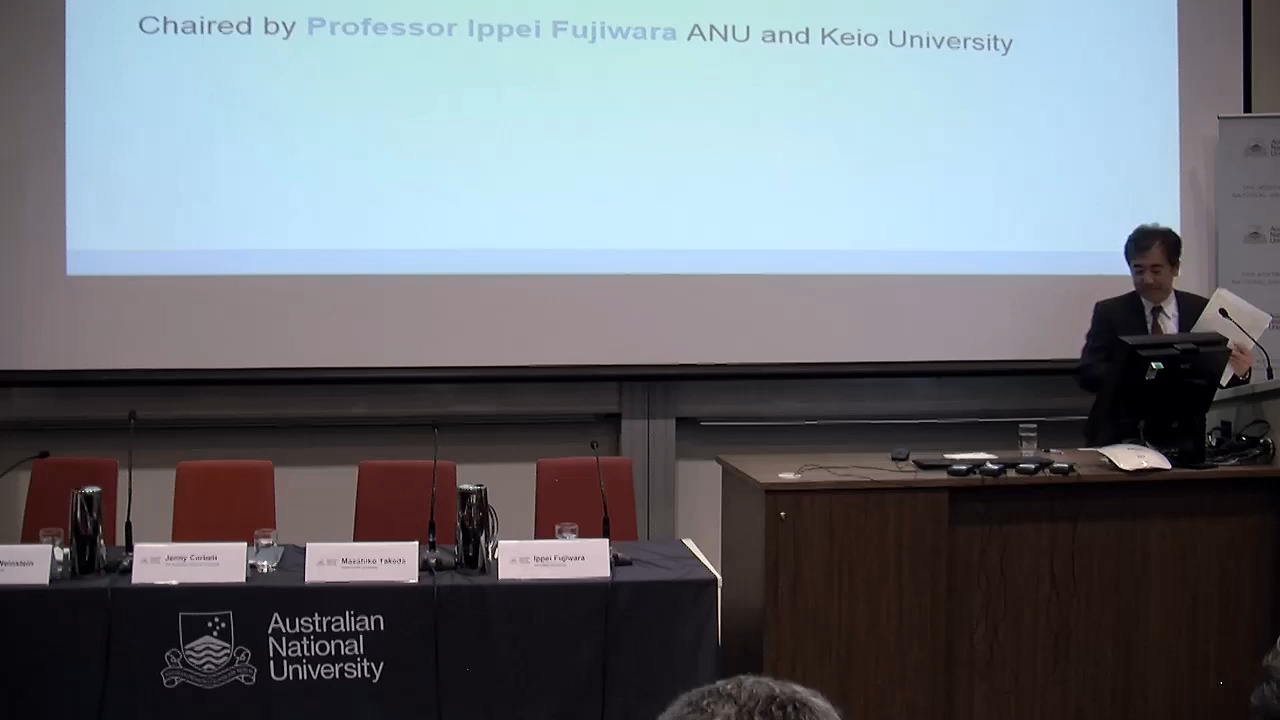 Chaired by Professor Ippei Fujiwara ANU and Keio University
Weinstein
Jenny Corbett
Masahiko Takeda
Ippei Fujiwara
Australian
National
University